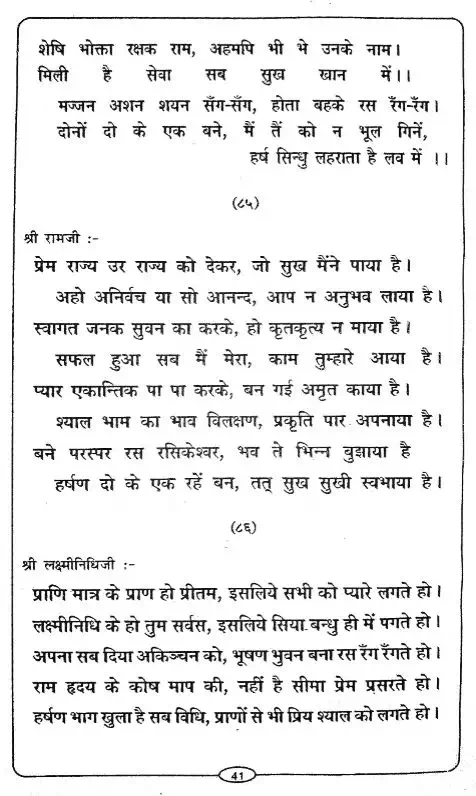 शेषि भोक्ता रक्षक राम, अहमपि भी भे उनके नाम।
मिली है सेवा सब सुख खान में।।
मज्जन अशन शयन सँग-सँग, होता बहके रस रँग-रँग।
दोनों दो के एक बने, मैं तैं को न भूल गिनें,
हर्ष सिन्धु लहराता है लव में ।।
(८५)
श्री रामजी :-
प्रेम राज्य उर राज्य को देकर, जो सुख मैंने पाया है।
अहो अनिर्वच या सो आनन्द, आप न अनुभव लाया है।
स्वागत जनक सुवन का करके, हो कृतकृत्य न माया है।
सफल हुआ सब मैं मेरा, काम तुम्हारे आया है।
प्यार एकान्तिक पा पा करके, बन गई अमृत काया है।
श्याल भाम का भाव विलक्षण, प्रकृति पार अपनाया है।
बने परस्पर रस रसिकेश्वर, भव ते भिन्न बुझाया है
हर्षण दो के एक रहें बन, तत् सुख सुखी स्वभाया है।
(८६)
श्री लक्ष्मीनिधिजी :-
प्राणि मात्र के प्राण हो प्रीतम, इसलिये सभी को प्यारे लगते हो।
लक्ष्मीनिधि के हो तुम सर्वस, इसलिये सिया बन्धु ही में पगते हो।
अपना सब दिया अकिञ्चन को, भूषण भुवन बना रस रँग रँगते हो।
राम हृदय के कोष माप की, नहीं है सीमा प्रेम प्रसरते हो।
हर्षण भाग खुला है सब विधि, प्राणों से भी प्रिय श्याल को लगते हो।
41